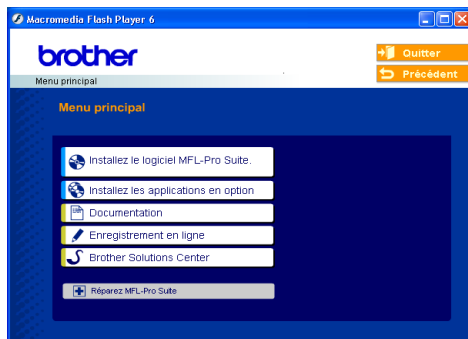 Macromedia Flash Player 6
brother
Quitter
Précédent
Menu principal
Menu principal
Installez le logiciel MFL-Pro Suite.
Installez les applications en option
Documentation
Enregistrement en ligne
Brother Solutions Center
Réparez MFL-Pro Suite